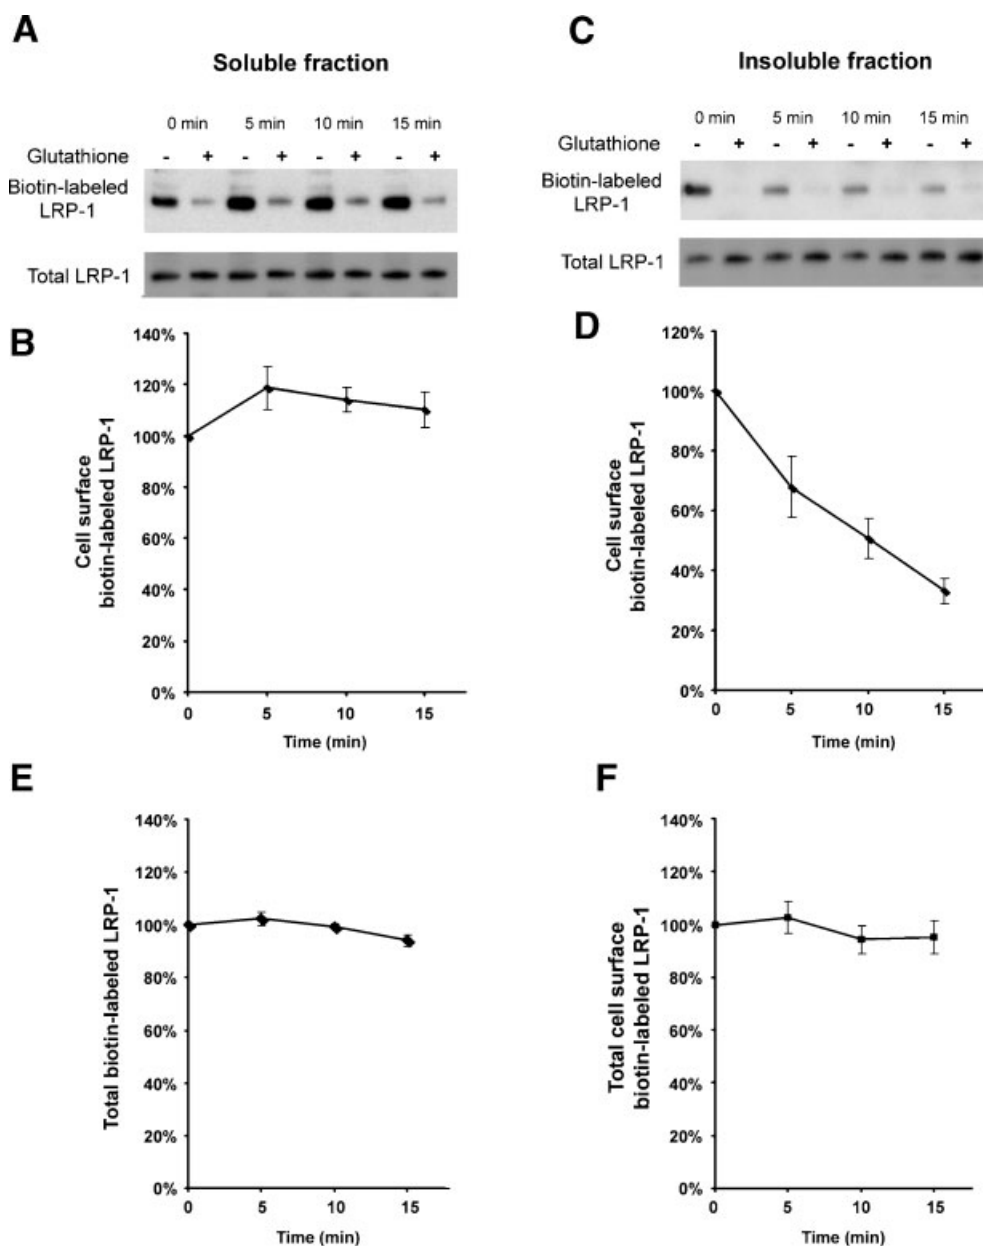 A
Soluble fraction
0 min 5 min 10 min 15 min
Glutathione - + - + - + - +
Biotin-labeled
LRP-1
Total LRP-1
C
Insoluble fraction
0 min 5 min 10 min 15 min
Glutathione - + - + - + - +
Biotin-labeled
LRP-1
Total LRP-1
B
140%
120%
100%
80%
60%
40%
20%
0%
0 5 10 15
Time (min)
Cell surface
biotin-labeled LRP-1
D
120%
100%
80%
60%
40%
20%
0%
0 5 10 15
Time (min)
Cell surface
biotin-labeled LRP-1
E
140%
120%
100%
80%
60%
40%
20%
0%
0 5 10 15
Time (min)
Total biotin-labeled LRP-1
F
140%
120%
100%
80%
60%
40%
20%
0%
0 5 10 15
Time (min)
Total cell surface
biotin-labeled LRP-1